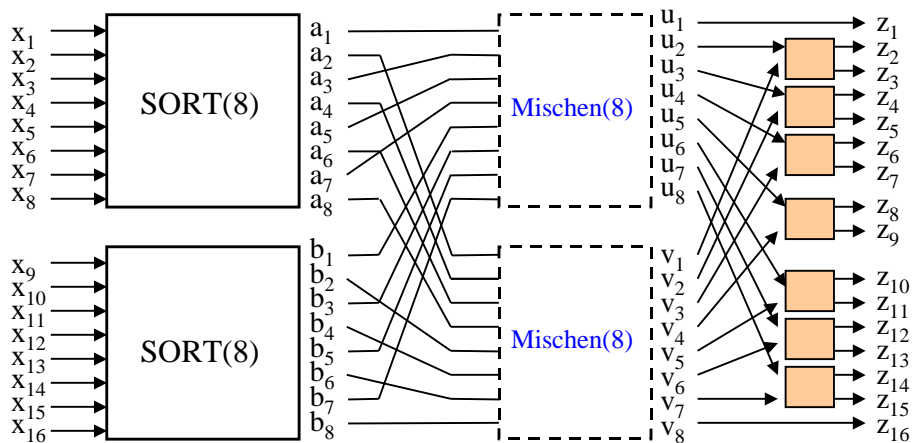 x1
x2
x3
x4
x5
x6
x7
x8
SORT(8)
a1
a2
a3
a4
a5
a6
a7
a8
Mischen(8)
u1
u2
u3
u4
u5
u6
u7
u8
z1
z2
z3
z4
z5
z6
z7
z8
z9
x9
x10
x11
x12
x13
x14
x15
x16
SORT(8)
b1
b2
b3
b4
b5
b6
b7
b8
Mischen(8)
v1
v2
v3
v4
v5
v6
v7
v8
z10
z11
z12
z13
z14
z15
z16